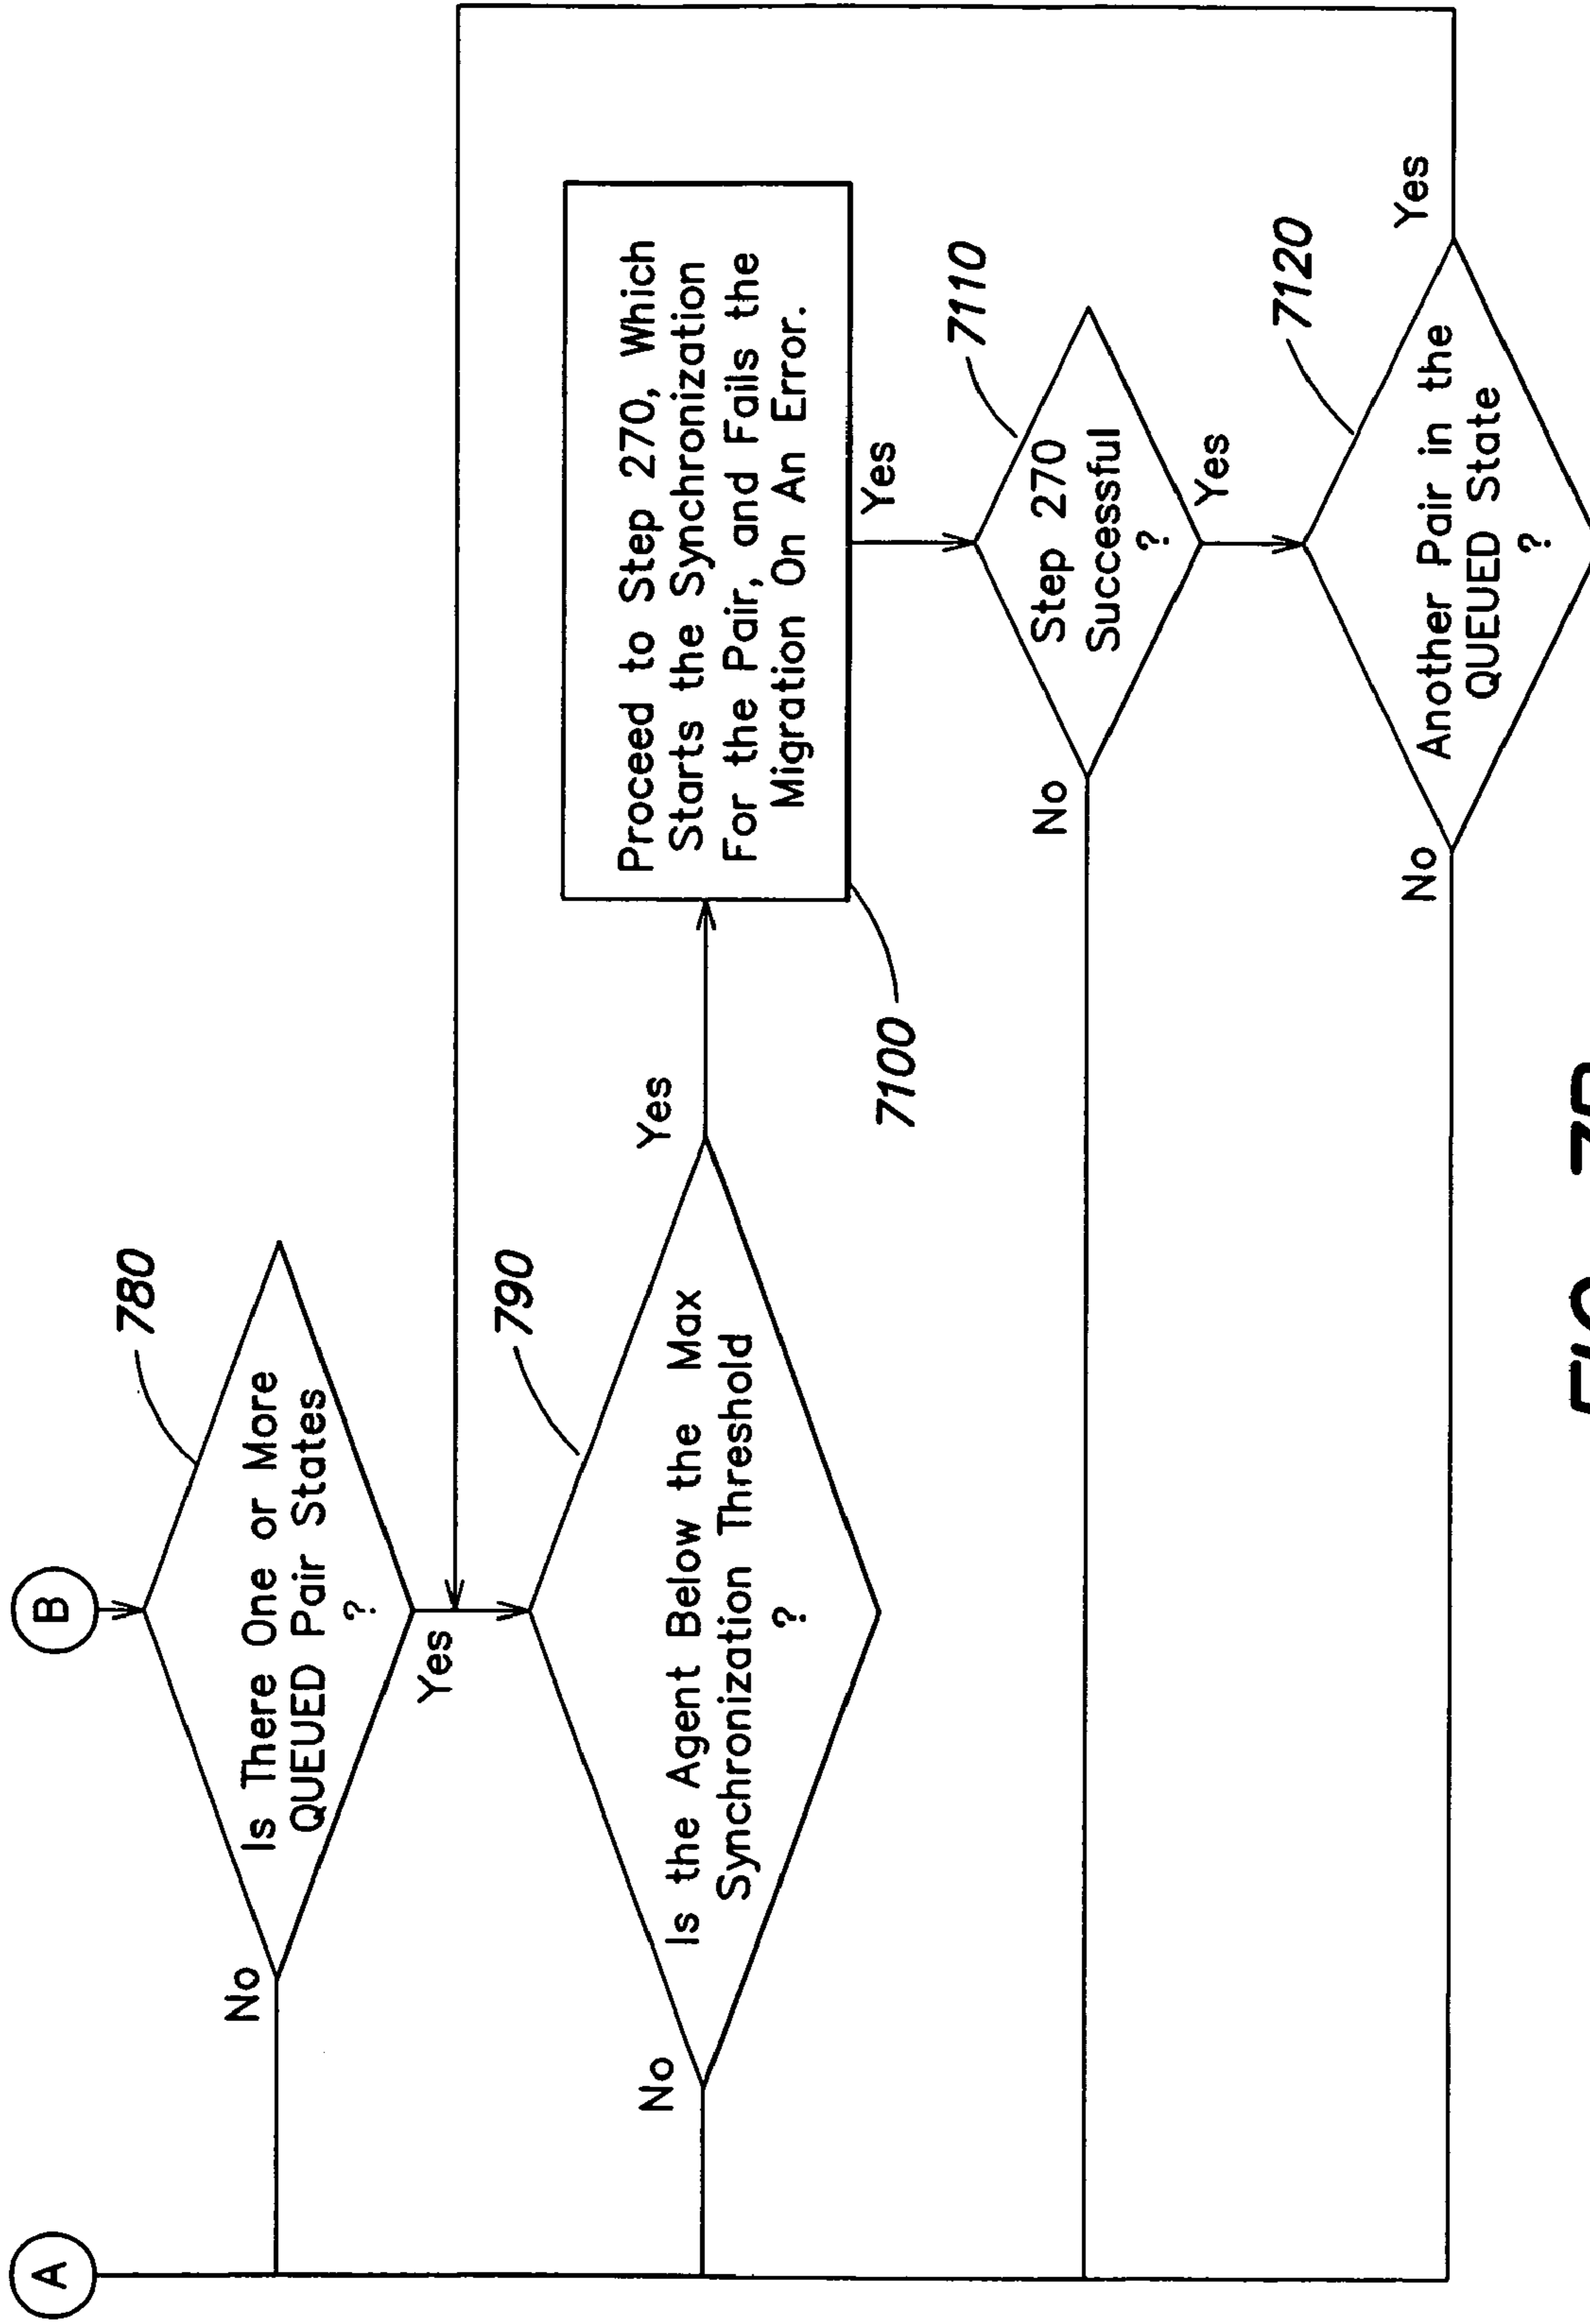 A
B
780
Is There One or More
QUEUED Pair States
?
No
Yes
790
Is the Agent Below the Max
Synchronization Threshold
?
No
Yes
Proceed to Step 270, Which
Starts the Synchronization
For the Pair, and Fails the
Migration On An Error.
7100
Yes
7110
Step 270
Successful
?
No
Yes
7120
Another Pair in the
QUEUED State
?
No
Yes